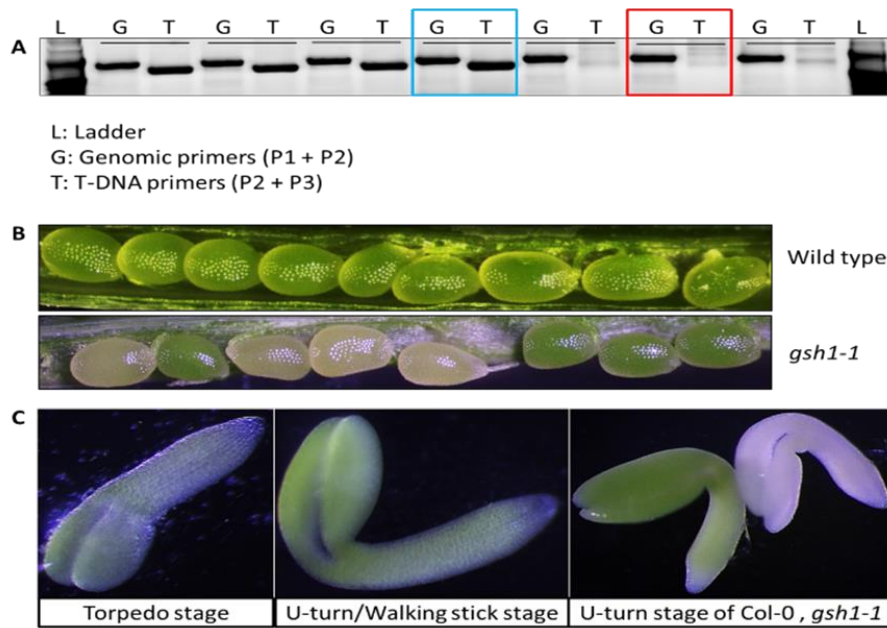 L G T G T G T G T G T G T G T L
A
L: Ladder
G: Genomic primers (P1 + P2)
T: T-DNA primers (P2 + P3)
B
Wild type
gsh1-1
C
Torpedo stage
U-turn/Walking stick stage
U-turn stage of Col-0 , gsh1-1